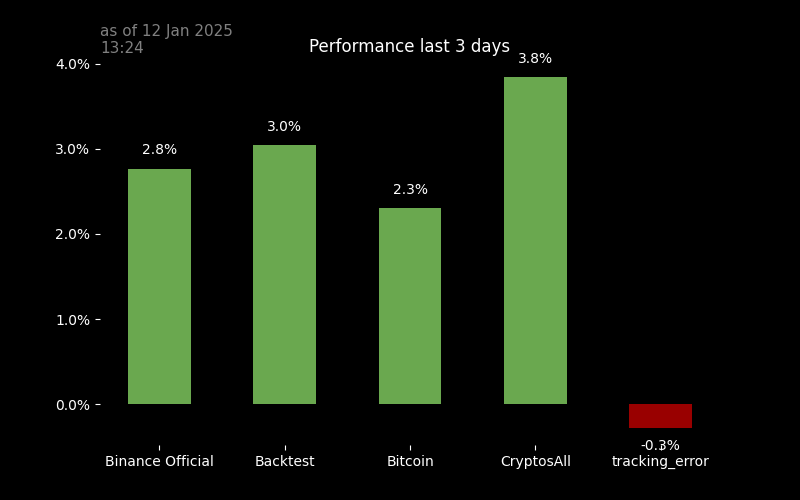 as of 12 Jan 2025
13:24
Performance last 3 days
4.0%
3.0%
2.0%
1.0%
0.0%
2.8%
3.0%
2.3%
3.8%
-0.3%
Binance Official
Backtest
Bitcoin
CryptosAll
tracking_error